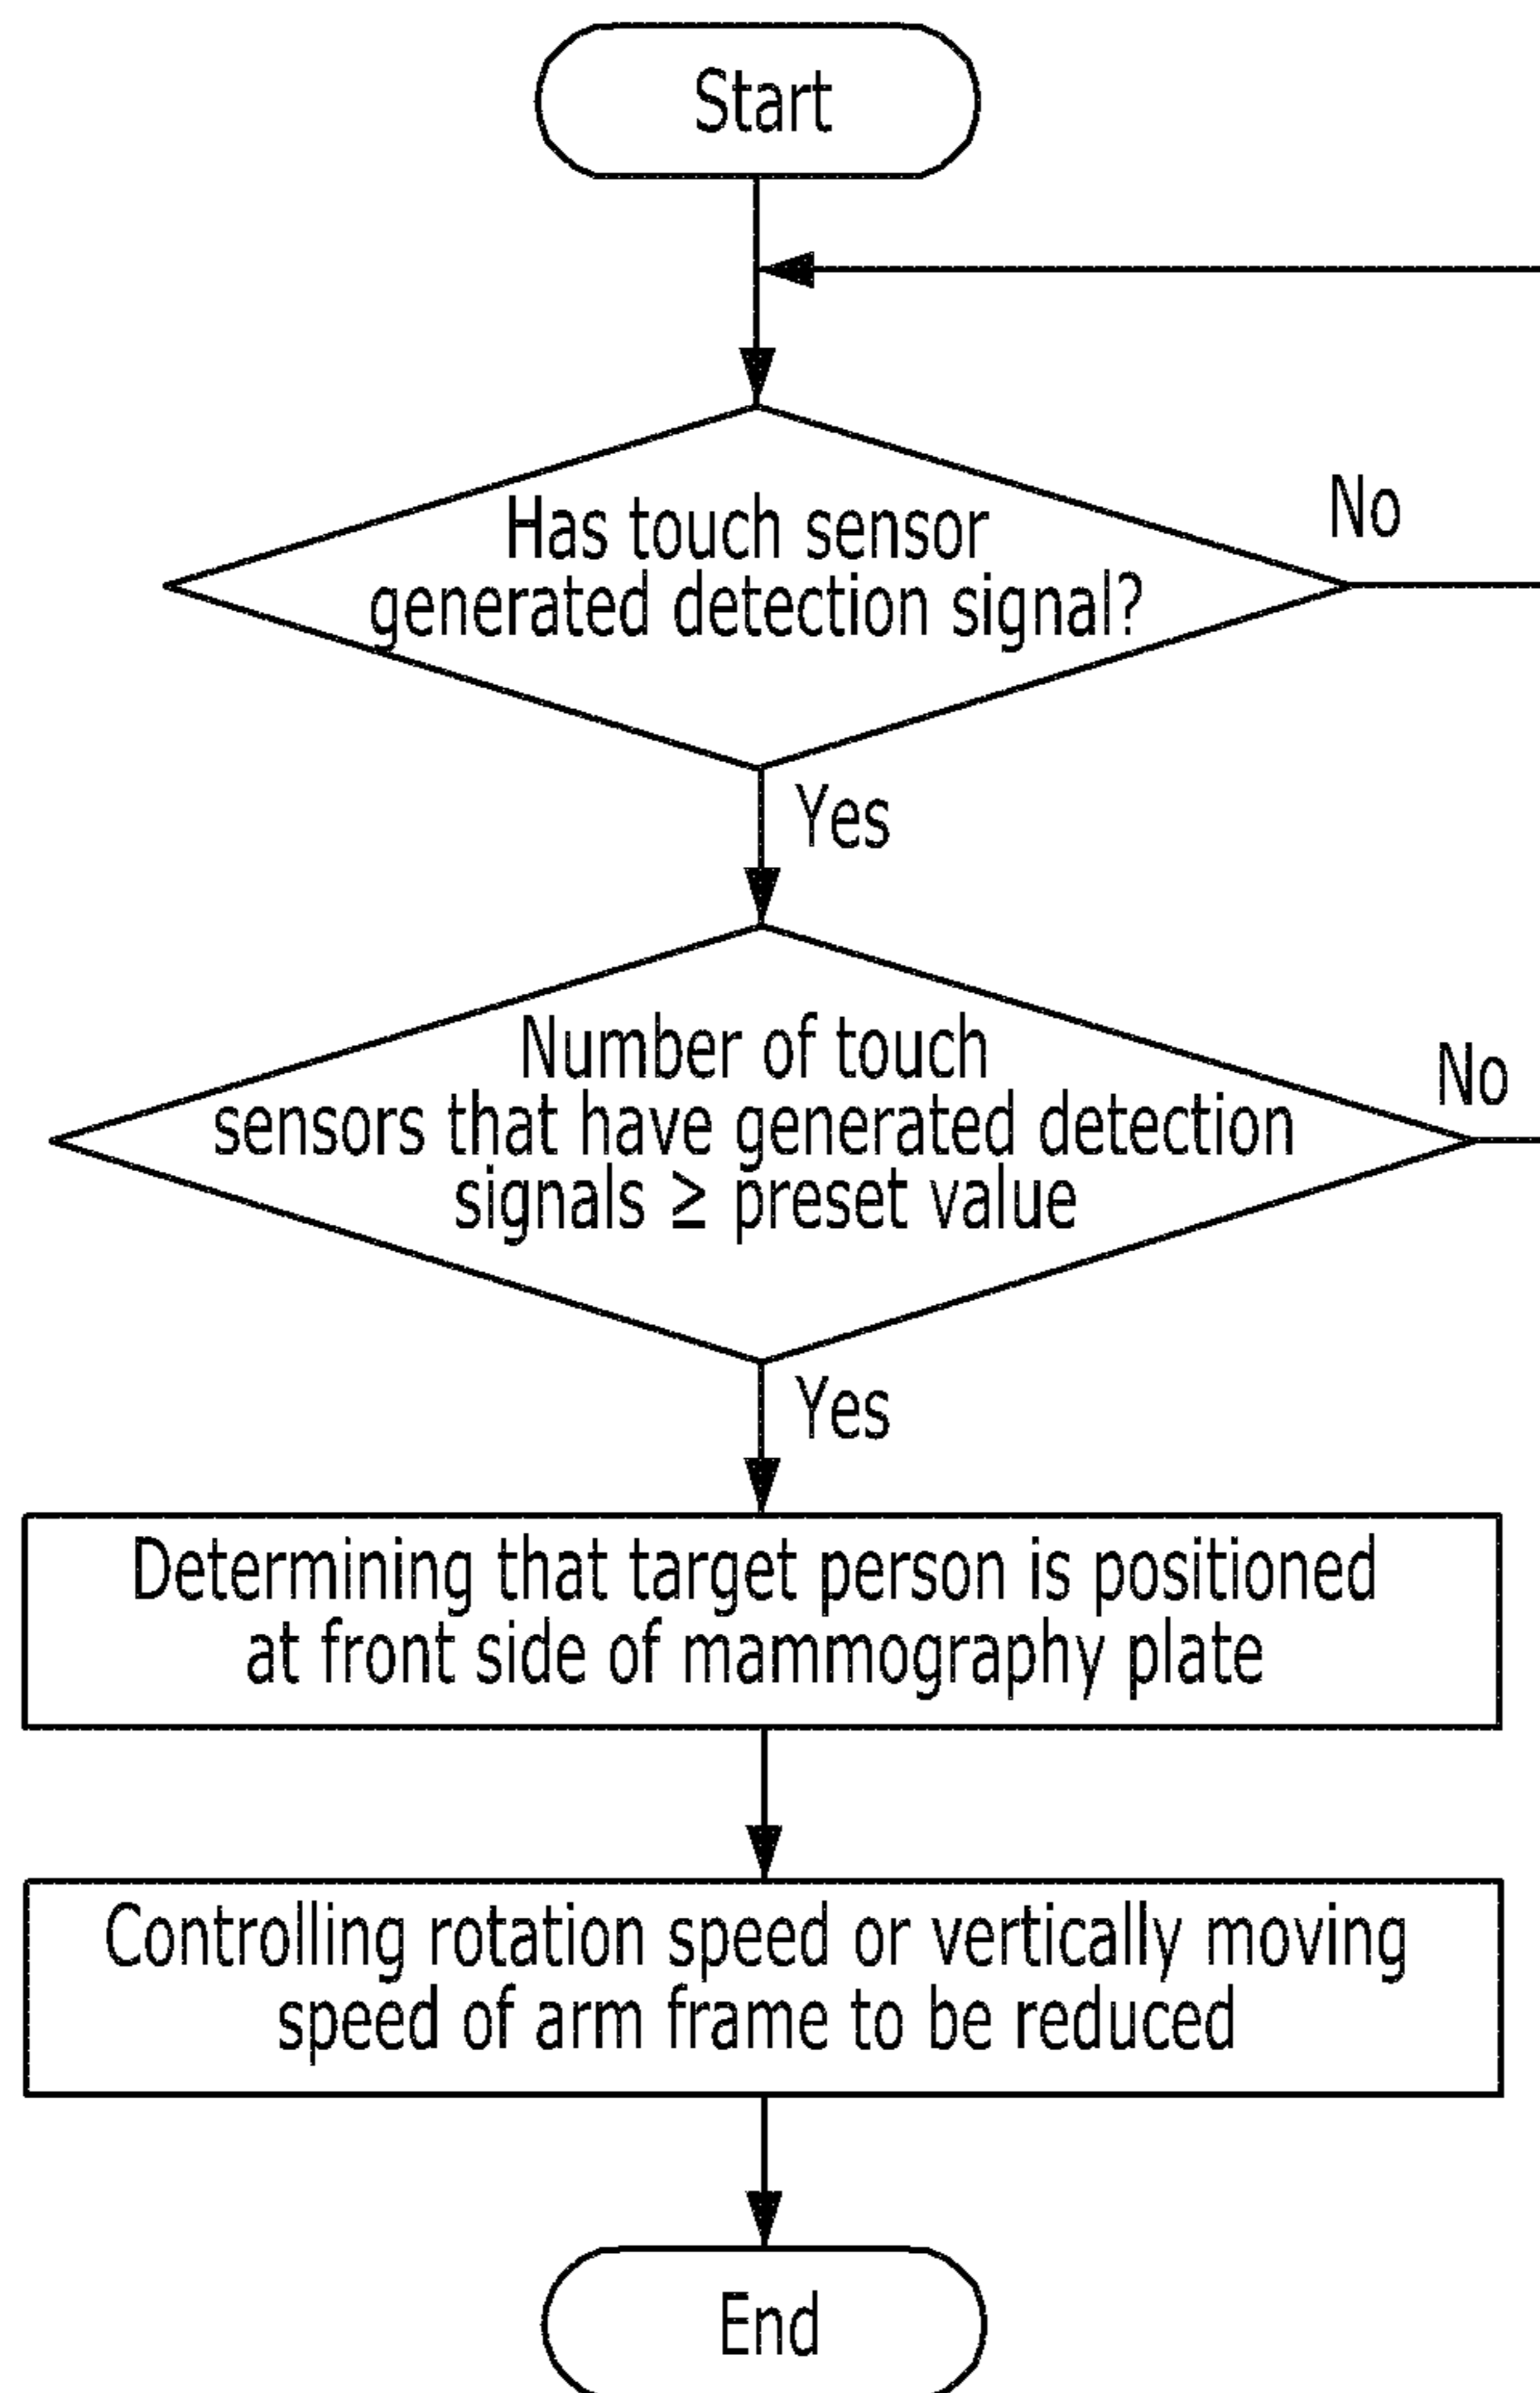 Start
No
Has touch sensor
generated detection signal?
Yes
Number of touch
No
sensors that have generated detection
signals ≥ preset value
Yes
Determining that target person is positioned
at front side of mammography plate
Controlling rotation speed or vertically moving
speed of arm frame to be reduced
End